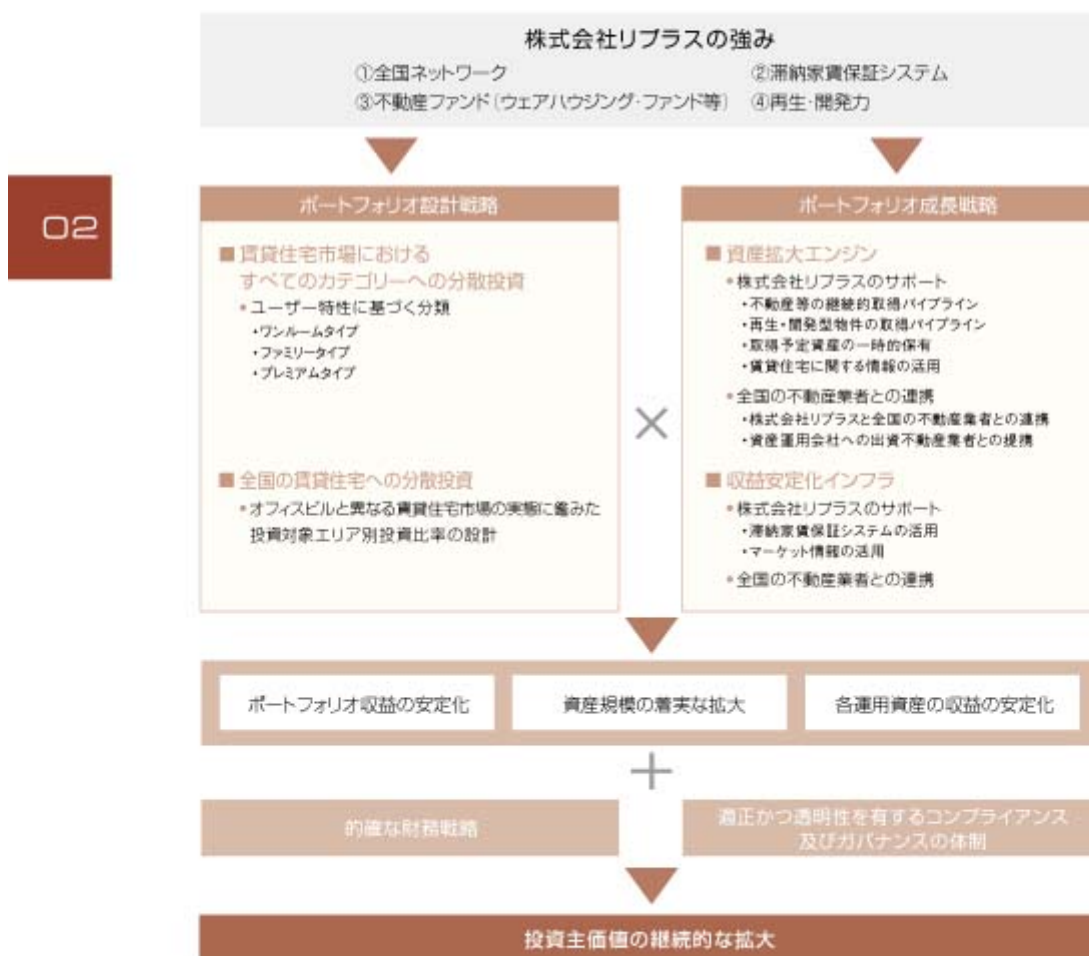 株式会社リプラスの強み
①全国ネットワーク
②滞納家賃保証システム
③不動産ファンド（ウェアハウジング・ファンド等）
④再生・開発力
02
ポートフォリオ設計戦略
■賃貸住宅市場における
すべてのカテゴリーへの分散投資
•ユーザー特性に基づく分類
・ワンルームタイプ
・ファミリータイプ
・プレミアムタイプ
■全国の賃貸住宅への分散投資
•オフィスビルと異なる賃貸住宅市場の実態に鑑みた
投資対象エリア別投資比率の設計
×
ポートフォリオ成長戦略
■資産拡大エンジン
•株式会社リプラスのサポート
・不動産等の継続的取得パイプライン
・再生・開発型物件の取得パイプライン
・取得予定資産の一時的保有
・賃貸住宅に関する情報の活用
•全国の不動産業者との連携
・株式会社リプラスと全国の不動産業者との連携
・資産運用会社への出資不動産業者との提携
■収益安定化インフラ
•株式会社リプラスのサポート
・滞納家賃保証システムの活用
・マーケット情報の活用
•全国の不動産業者との連携
ポートフォリオ収益の安定化
資産規模の着実な拡大
各運用資産の収益の安定化
＋
的確な財務戦略
適正かつ透明性を有するコンプライアンス
及びガバナンスの体制
投資主価値の継続的な拡大